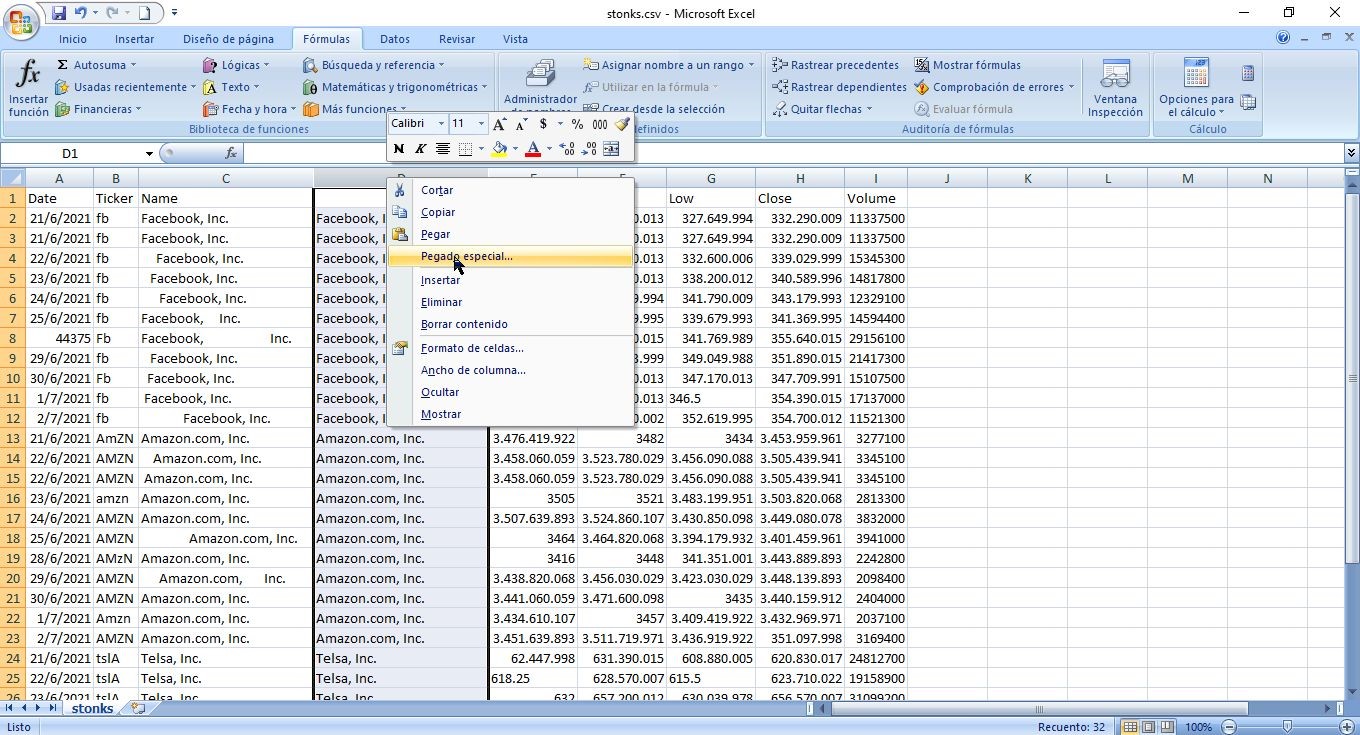 stonks.csv - Microsoft Excel
Inicio Insertar Diseño de página Fórmulas Datos Revisar Vista
Insertar función
Σ Autosuma
Usadas recientemente
Financieras
Lógicas
Texto
Fecha y hora
Búsqueda y referencia
Matemáticas y trigonométricas
Más funciones
Biblioteca de funciones
Administrador
Asignar nombre a un rango
Utilizar en la fórmula
Crear desde la selección
Rastrear precedentes
Rastrear dependientes
Quitar flechas
Mostrar fórmulas
Comprobación de errores
Evaluar fórmula
Auditoría de fórmulas
Ventana Inspección
Opciones para el cálculo
Cálculo
Calibri 11 A A $ % 000
N K A
D1 fx
A B C G H I J K L M N
1 Date Ticker Name Low Close Volume
2 21/6/2021 fb Facebook, Inc. Facebook, .013 327.649.994 332.290.009 11337500
3 21/6/2021 fb Facebook, Inc. Facebook, .013 327.649.994 332.290.009 11337500
4 22/6/2021 fb Facebook, Inc. Facebook, .013 332.600.006 339.029.999 15345300
5 23/6/2021 fb Facebook, Inc. Facebook, .013 338.200.012 340.589.996 14817800
6 24/6/2021 fb Facebook, Inc. Facebook, .994 341.790.009 343.179.993 12329100
7 25/6/2021 fb Facebook, Inc. Facebook, .995 339.679.993 341.369.995 14594400
8 44375 Fb Facebook, Inc. Facebook, .015 341.769.989 355.640.015 29156100
9 29/6/2021 fb Facebook, Inc. Facebook, .999 349.049.988 351.890.015 21417300
10 30/6/2021 Fb Facebook, Inc. Facebook, .013 347.170.013 347.709.991 15107500
11 1/7/2021 fb Facebook, Inc. Facebook, .013 346.5 354.390.015 17137000
12 2/7/2021 fb Facebook, Inc. Facebook, .002 352.619.995 354.700.012 11521300
13 21/6/2021 AmZN Amazon.com, Inc. Amazon.com, Inc. 3.476.419.922 3482 3434 3.453.959.961 3277100
14 22/6/2021 AMZN Amazon.com, Inc. Amazon.com, Inc. 3.458.060.059 3.523.780.029 3.456.090.088 3.505.439.941 3345100
15 22/6/2021 AMZN Amazon.com, Inc. Amazon.com, Inc. 3.458.060.059 3.523.780.029 3.456.090.088 3.505.439.941 3345100
16 23/6/2021 amzn Amazon.com, Inc. Amazon.com, Inc. 3505 3521 3.483.199.951 3.503.820.068 2813300
17 24/6/2021 AMZN Amazon.com, Inc. Amazon.com, Inc. 3.507.639.893 3.524.860.107 3.430.850.098 3.449.080.078 3832000
18 25/6/2021 AMZN Amazon.com, Inc. Amazon.com, Inc. 3464 3.464.820.068 3.394.179.932 3.401.459.961 3941000
19 28/6/2021 AMzN Amazon.com, Inc. Amazon.com, Inc. 3416 3448 341.351.001 3.443.889.893 2242800
20 29/6/2021 AMZN Amazon.com, Inc. Amazon.com, Inc. 3.438.820.068 3.456.030.029 3.423.030.029 3.448.139.893 2098400
21 30/6/2021 AMZN Amazon.com, Inc. Amazon.com, Inc. 3.441.060.059 3.471.600.098 3435 3.440.159.912 2404000
22 1/7/2021 Amzn Amazon.com, Inc. Amazon.com, Inc. 3.434.610.107 3457 3.409.419.922 3.432.969.971 2037100
23 2/7/2021 AMZN Amazon.com, Inc. Amazon.com, Inc. 3.451.639.893 3.511.719.971 3.436.919.922 351.097.998 3169400
24 21/6/2021 tslA Telsa, Inc. Telsa, Inc. 62.447.998 631.390.015 608.880.005 620.830.017 24812700
25 22/6/2021 tslA Telsa, Inc. Telsa, Inc. 618.25 628.570.007 615.5 623.710.022 19158900
26 23/6/2021 tslA Telsa, Inc. Telsa, Inc. 632 657.200.012 630.039.978 656.570.007 31099200
Cortar
Copiar
Pegar
Pegado especial...
Insertar
Eliminar
Borrar contenido
Formato de celdas...
Ancho de columna...
Ocultar
Mostrar
stonks
Listo Recuento: 32 100%